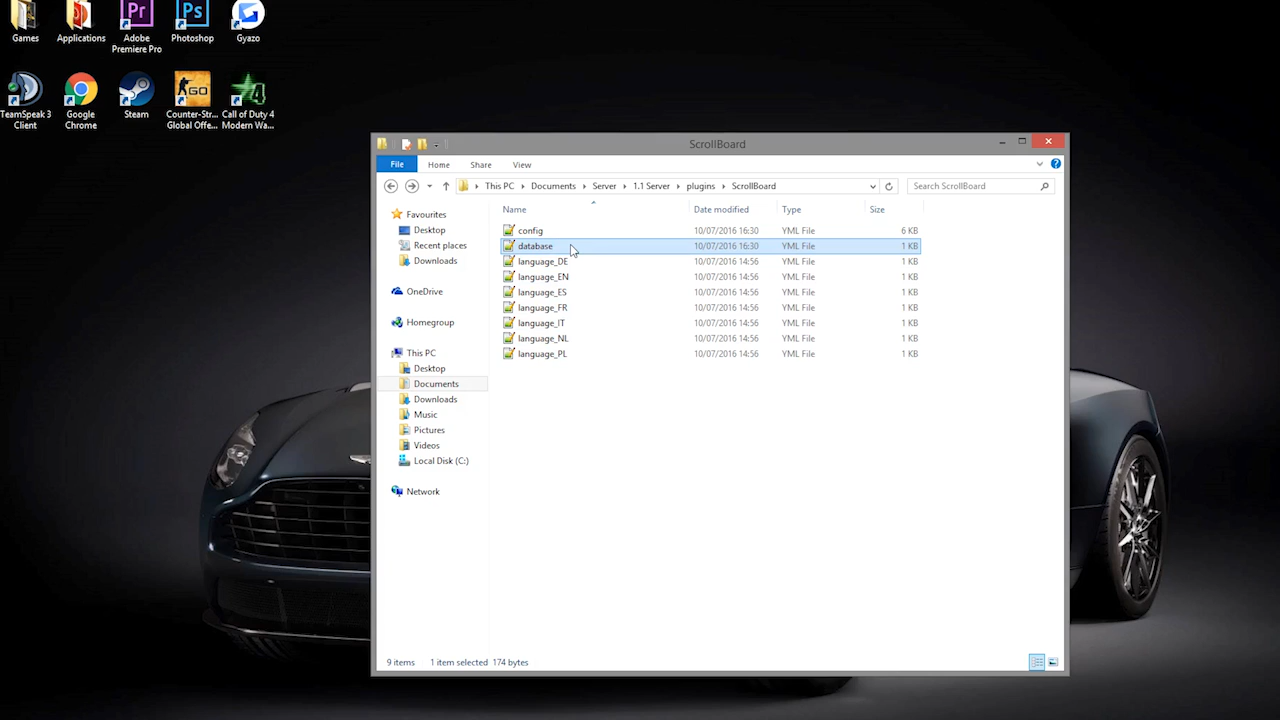 Games
Applications
Adobe
Premiere Pro
Photoshop
Gyazo
TeamSpeak 3
Client
Google
Chrome
Steam
Counter-Str...
Global Offe...
Call of Duty 4
Modern Wa...
Pr
Ps
GO
4
ScrollBoard
File
Home
Share
View
This PC
Documents
Server
1.1 Server
plugins
ScrollBoard
Search ScrollBoard
Name
Date modified
Type
Size
Favourites
Desktop
Recent places
Downloads
OneDrive
Homegroup
This PC
Desktop
Documents
Downloads
Music
Pictures
Videos
Local Disk (C:)
Network
config 10/07/2016 16:30 YML File 6 KB
database 10/07/2016 16:30 YML File 1 KB
language_DE 10/07/2016 14:56 YML File 1 KB
language_EN 10/07/2016 14:56 YML File 1 KB
language_ES 10/07/2016 14:56 YML File 1 KB
language_FR 10/07/2016 14:56 YML File 1 KB
language_IT 10/07/2016 14:56 YML File 1 KB
language_NL 10/07/2016 14:56 YML File 1 KB
language_PL 10/07/2016 14:56 YML File 1 KB
9 items 1 item selected 174 bytes